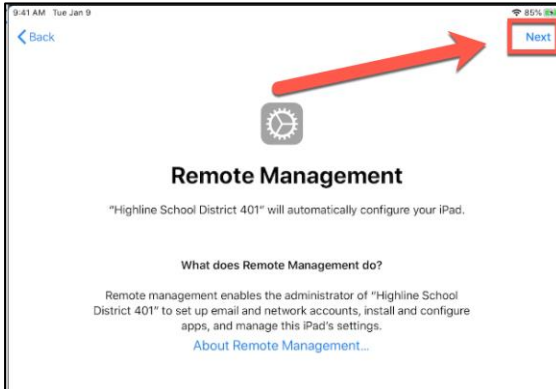 9:41 AM Tue Jan 9
85%
Back
Next
Remote Management
"Highline School District 401" will automatically configure your iPad.
What does Remote Management do?
Remote management enables the administrator of "Highline School
District 401" to set up email and network accounts, install and configure
apps, and manage this iPad's settings.
About Remote Management...